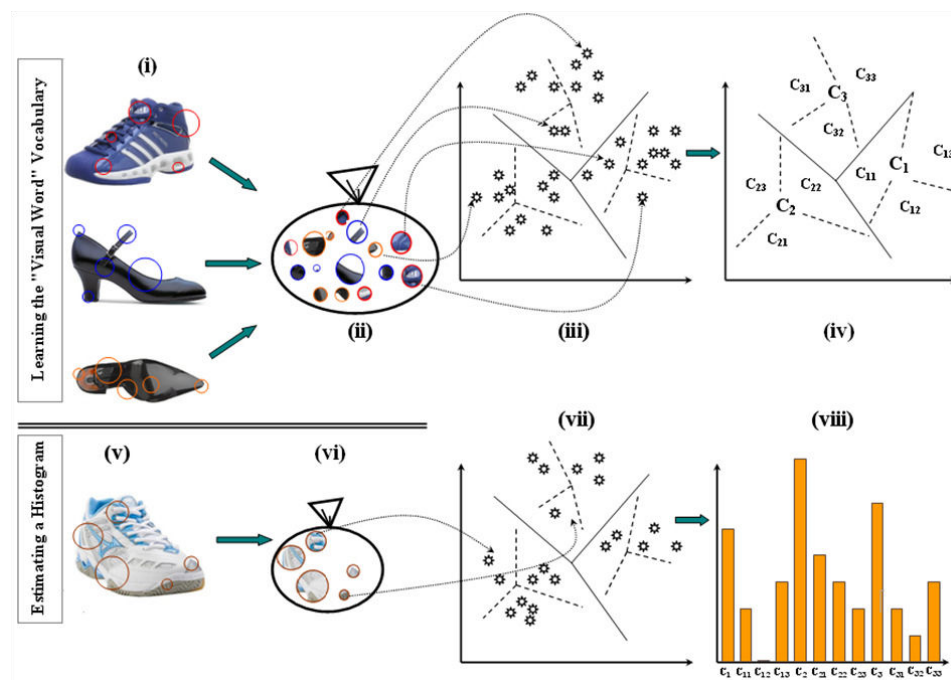 Learning the "Visual Word" Vocabulary
(i)
(ii)
(iii)
(iv)
C31
C33
C3
C32
C13
C1
C11
C23
C22
C12
C2
C21
Estimating a Histogram
(v)
(vi)
(vii)
(viii)
C1 C11 C12 C13 C2 C21 C22 C23 C3 C31 C32 C33